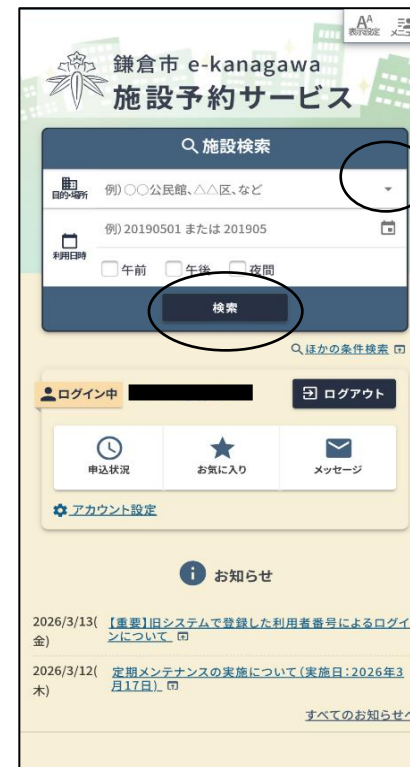 AA
表示設定
メニュー
鎌倉市 e-kanagawa
施設予約サービス
施設検索
目的・場所
例)○○公民館、△△区、など
利用日時
例) 20190501 または 201905
午前 午後 夜間
検索
ほかの条件検索
ログイン中
ログアウト
申込状況 お気に入り メッセージ
アカウント設定
お知らせ
2026/3/13(金)
【重要】旧システムで登録した利用者番号によるログインについて
2026/3/12(木)
定期メンテナンスの実施について(実施日:2026年3月17日)
すべてのお知らせへ